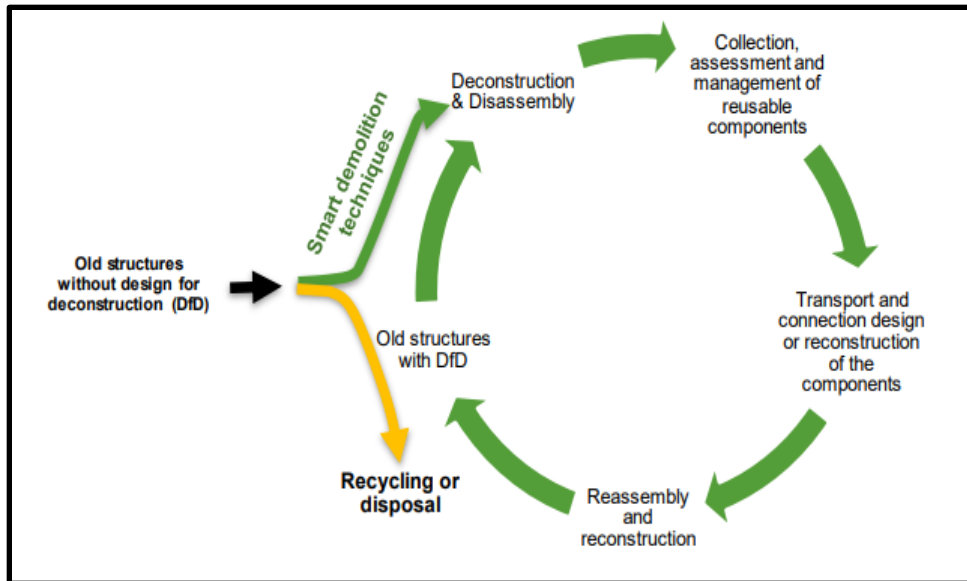 Deconstruction
& Disassembly
Collection,
assessment and
management of
reusable
components
Smart demolition
techniques
Old structures
without design for
deconstruction (DfD)
Transport and
connection design
or reconstruction
of the
components
Old structures
with DfD
Recycling or
disposal
Reassembly
and
reconstruction